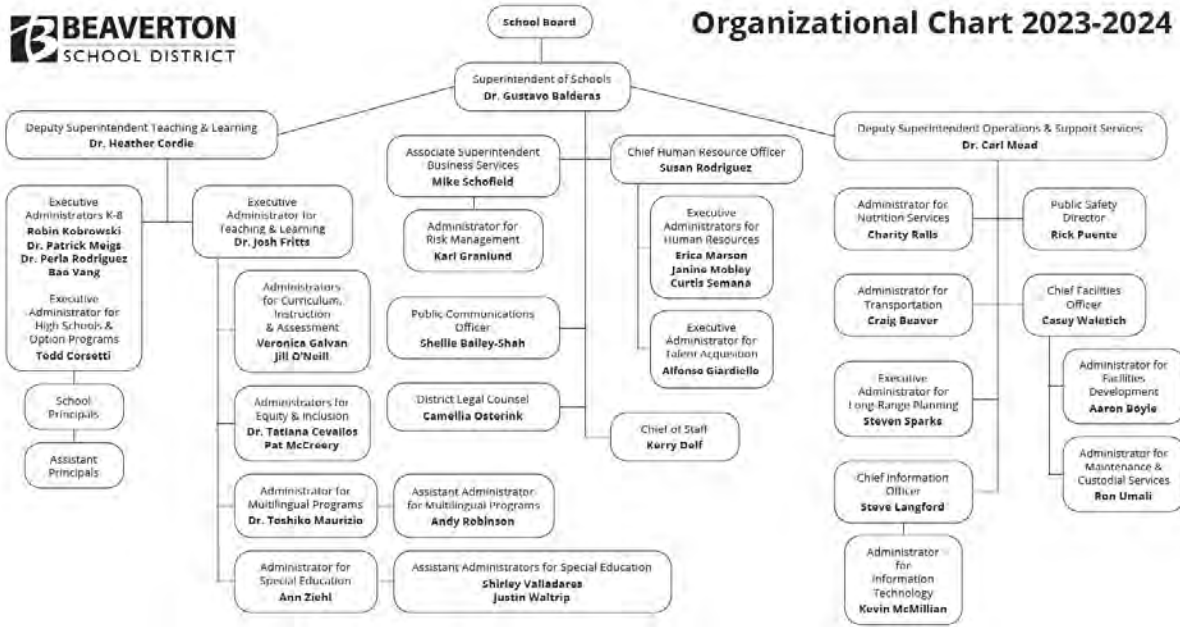 BEAVERTON
SCHOOL DISTRICT
Organizational Chart 2023-2024
School Board
Superintendent of Schools
Dr. Gustavo Balderas
Deputy Superintendent Teaching & Learning
Dr. Heather Cordie
Deputy Superintendent Operations & Support Services
Dr. Carl Mead
Associate Superintendent
Business Services
Mike Schofield
Chief Human Resource Officer
Susan Rodriguez
Executive
Administrators K-8
Robin Kobrowski
Dr. Patrick Meigs
Dr. Perla Rodriguez
Bao Vang
Executive
Administrator for
High Schools &
Option Programs
Todd Corsetti
School
Principals
Assistant
Principals
Executive
Administrator for
Teaching & Learning
Dr. Josh Fritts
Administrators
for Curriculum,
Instruction
& Assessment
Veronica Galvan
Jill O'Neill
Administrators for
Equity & Inclusion
Dr. Tatiana Cevallos
Pat McCreery
Administrator for
Multilingual Programs
Dr. Toshiko Maurizio
Assistant Administrator
for Multilingual Programs
Andy Robinson
Administrator for
Special Education
Ann Ziehl
Assistant Administrators for Special Education
Shirley Valladares
Justin Waltrip
Administrator for
Risk Management
Karl Granlund
Public Communications
Officer
Shellie Bailey-Shah
District Legal Counsel
Camellia Osterink
Executive
Administrators for
Human Resources
Erica Marson
Janine Mobley
Curtis Semana
Executive
Administrator for
Talent Acquisition
Alfonso Giardiello
Chief of Staff
Kerry Delf
Administrator for
Nutrition Services
Charity Ralls
Public Safety
Director
Rick Puente
Administrator for
Transportation
Craig Beaver
Chief Facilities
Officer
Casey Waletich
Executive
Administrator for
Long-Range Planning
Steven Sparks
Administrator for
Facilities
Development
Aaron Boyle
Administrator for
Maintenance &
Custodial Services
Ron Umali
Chief Information
Officer
Steve Langford
Administrator
for
Information
Technology
Kevin McMillian